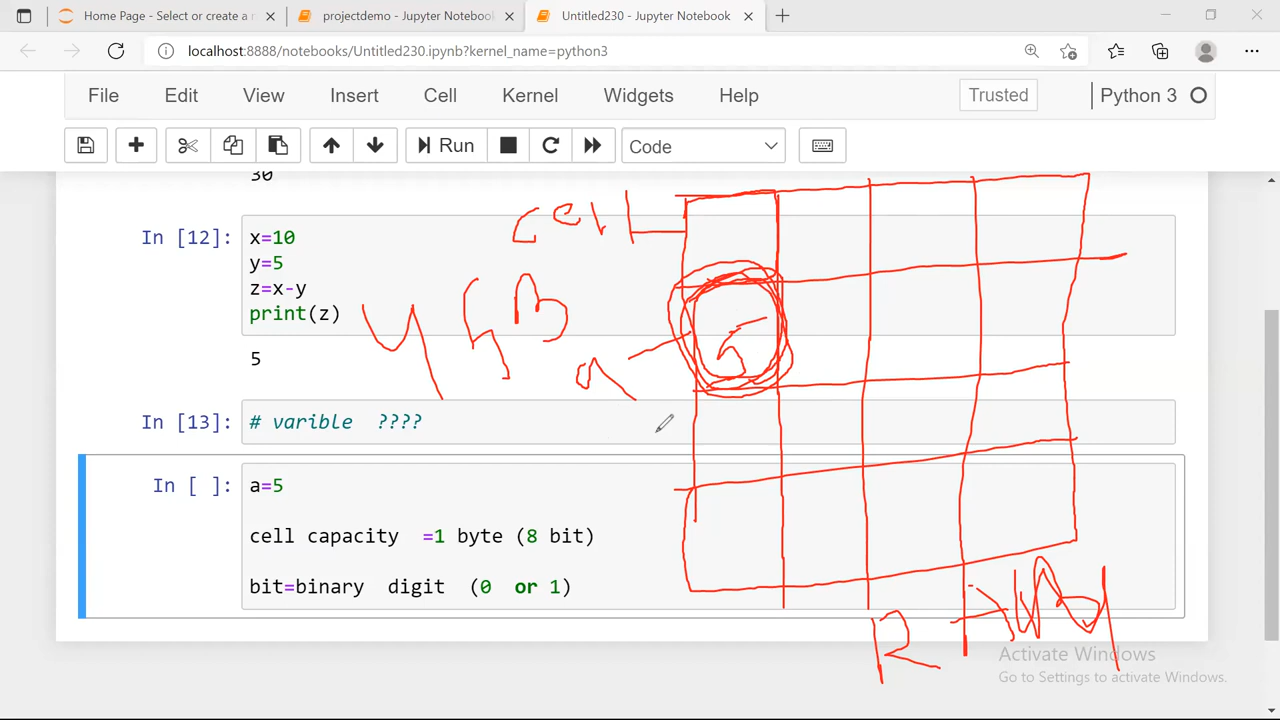 Home Page - Select or create a n
projectdemo - Jupyter Notebook
Untitled230 - Jupyter Notebook
localhost:8888/notebooks/Untitled230.ipynb?kernel_name=python3
File Edit View Insert Cell Kernel Widgets Help Trusted Python 3
Run Code
30
cell
In [12]: x=10
y=5
z=x-y
print(z)
5
a
5
In [13]: # varible ????
In [ ]: a=5
cell capacity =1 byte (8 bit)
bit=binary digit (0 or 1)
Activate Windows
Go to Settings to activate Windows.